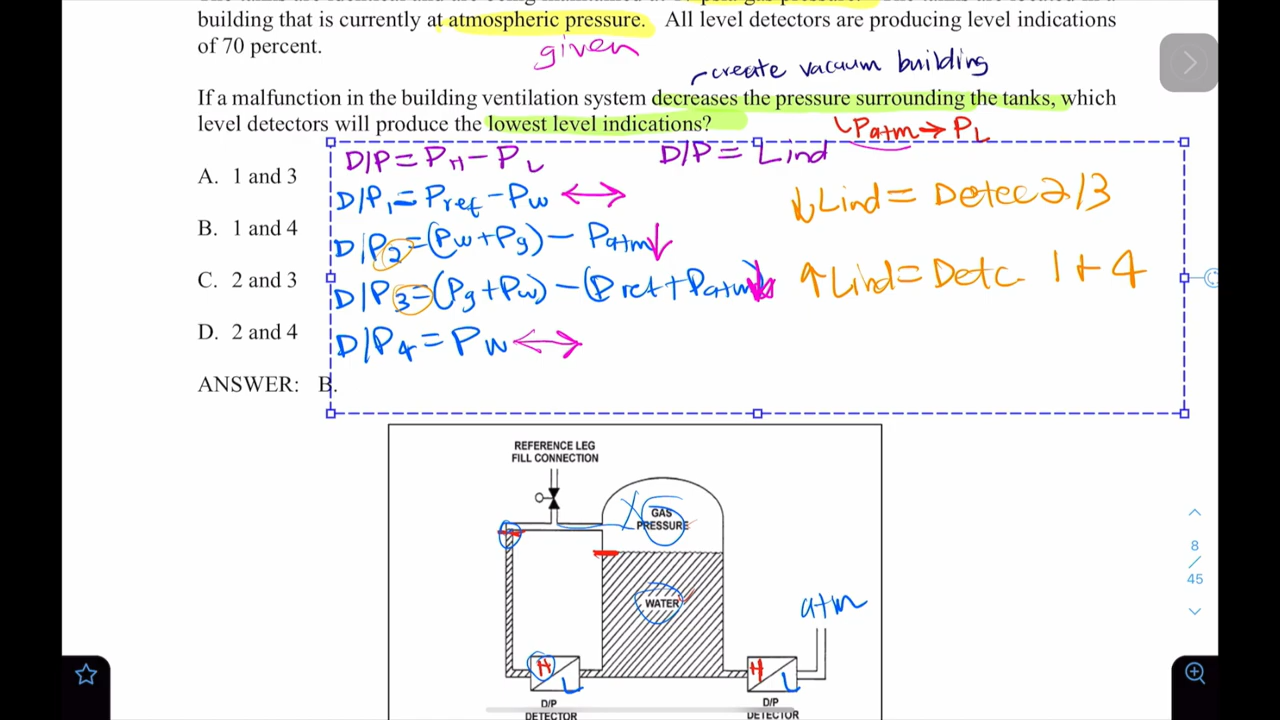 building that is currently at atmospheric pressure. All level detectors are producing level indications
of 70 percent.
given
create vacuum building
If a malfunction in the building ventilation system decreases the pressure surrounding the tanks, which
level detectors will produce the lowest level indications?
Patm → PL
D/P = PH - PL
D/P = Lind
A. 1 and 3
D/P1 = Pref - Pw ↔
↓Lind = Detec 2/3
B. 1 and 4
D/P2 = (Pw + Pg) - Patm↓
C. 2 and 3
D/P3 = (Pg + Pw) - (Pret + Patm)↓
↑Lind = Detc. 1 + 4
D. 2 and 4
D/P4 = Pw ↔
ANSWER: B.
REFERENCE LEG
FILL CONNECTION
GAS
PRESSURE
WATER
atm
H
L
H
L
D/P
DETECTOR
D/P
DETECTOR
8
/
45